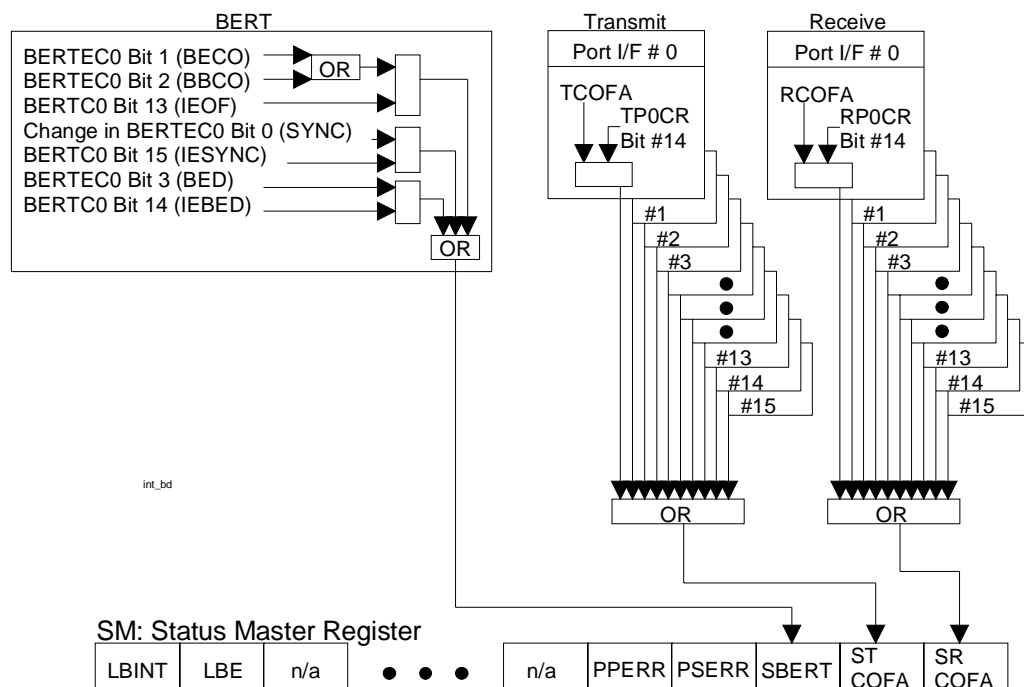 BERT
BERTEC0 Bit 1 (BECO)
BERTEC0 Bit 2 (BBCO)
OR
BERTC0 Bit 13 (IEOF)
Change in BERTEC0 Bit 0 (SYNC)
BERTC0 Bit 15 (IESYNC)
BERTEC0 Bit 3 (BED)
BERTC0 Bit 14 (IEBED)
OR
Transmit
Port I/F # 0
TCOFA
TP0CR
Bit #14
#1
#2
#3
#13
#14
#15
OR
Receive
Port I/F # 0
RCOFA
RP0CR
Bit #14
#1
#2
#3
#13
#14
#15
OR
int_bd
SM: Status Master Register
LBINT LBE n/a n/a PPERR PSERR SBERT ST COFA SR COFA